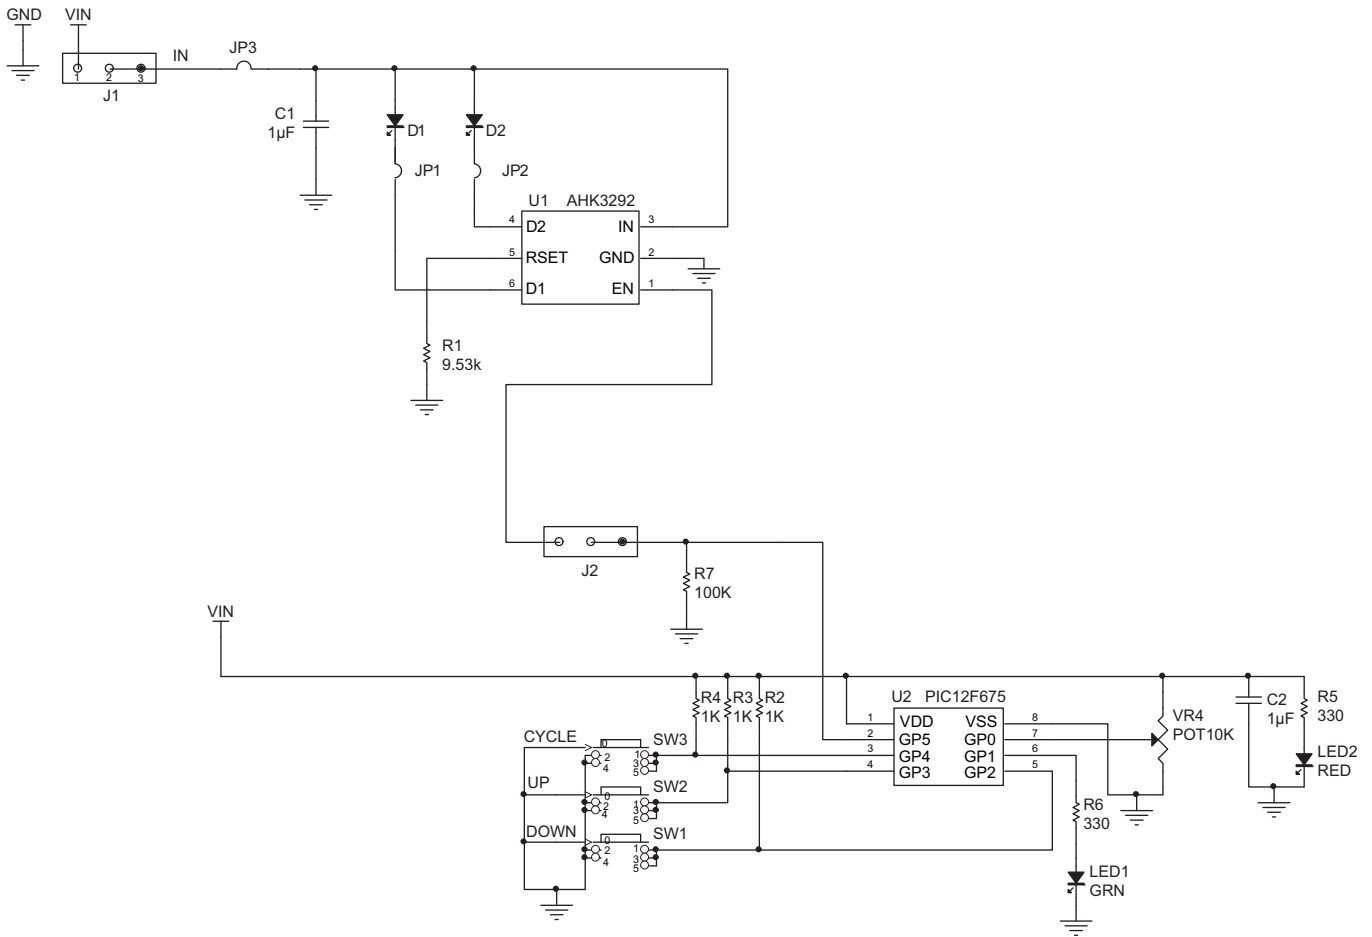 GND VIN
IN JP3
1 2 3
J1
C1
1µF
D1 D2
JP1 JP2
U1 AHK3292
4 D2 IN 3
5 RSET GND 2
6 D1 EN 1
R1
9.53k
J2
R7
100K
VIN
R4 R3 R2
1K 1K 1K
U2 PIC12F675
1 VDD VSS 8
2 GP5 GP0 7
3 GP4 GP1 6
4 GP3 GP2 5
VR4
POT10K
C2
1µF
R5
330
LED2
RED
CYCLE 0 SW3
2 1
4 3
5
UP 0 SW2
2 1
4 3
5
DOWN 0 SW1
2 1
4 3
5
R6
330
LED1
GRN